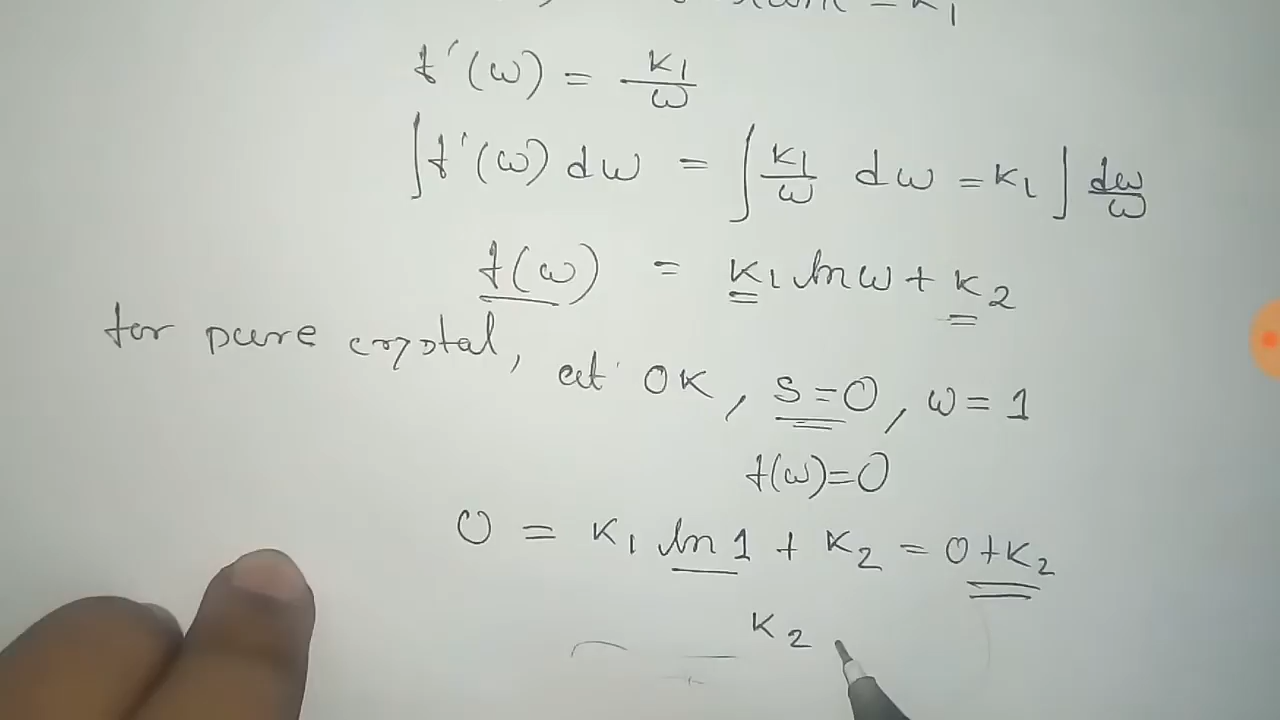 = K1
f'(ω) = K1/ω
∫f'(ω) dω = ∫ K1/ω dω = K1 ∫ dω/ω
f(ω) = K1 ln ω + K2
for pure crystal, at 0K, S=0, ω = 1
f(ω)=0
0 = K1 ln 1 + K2 = 0+K2
K2